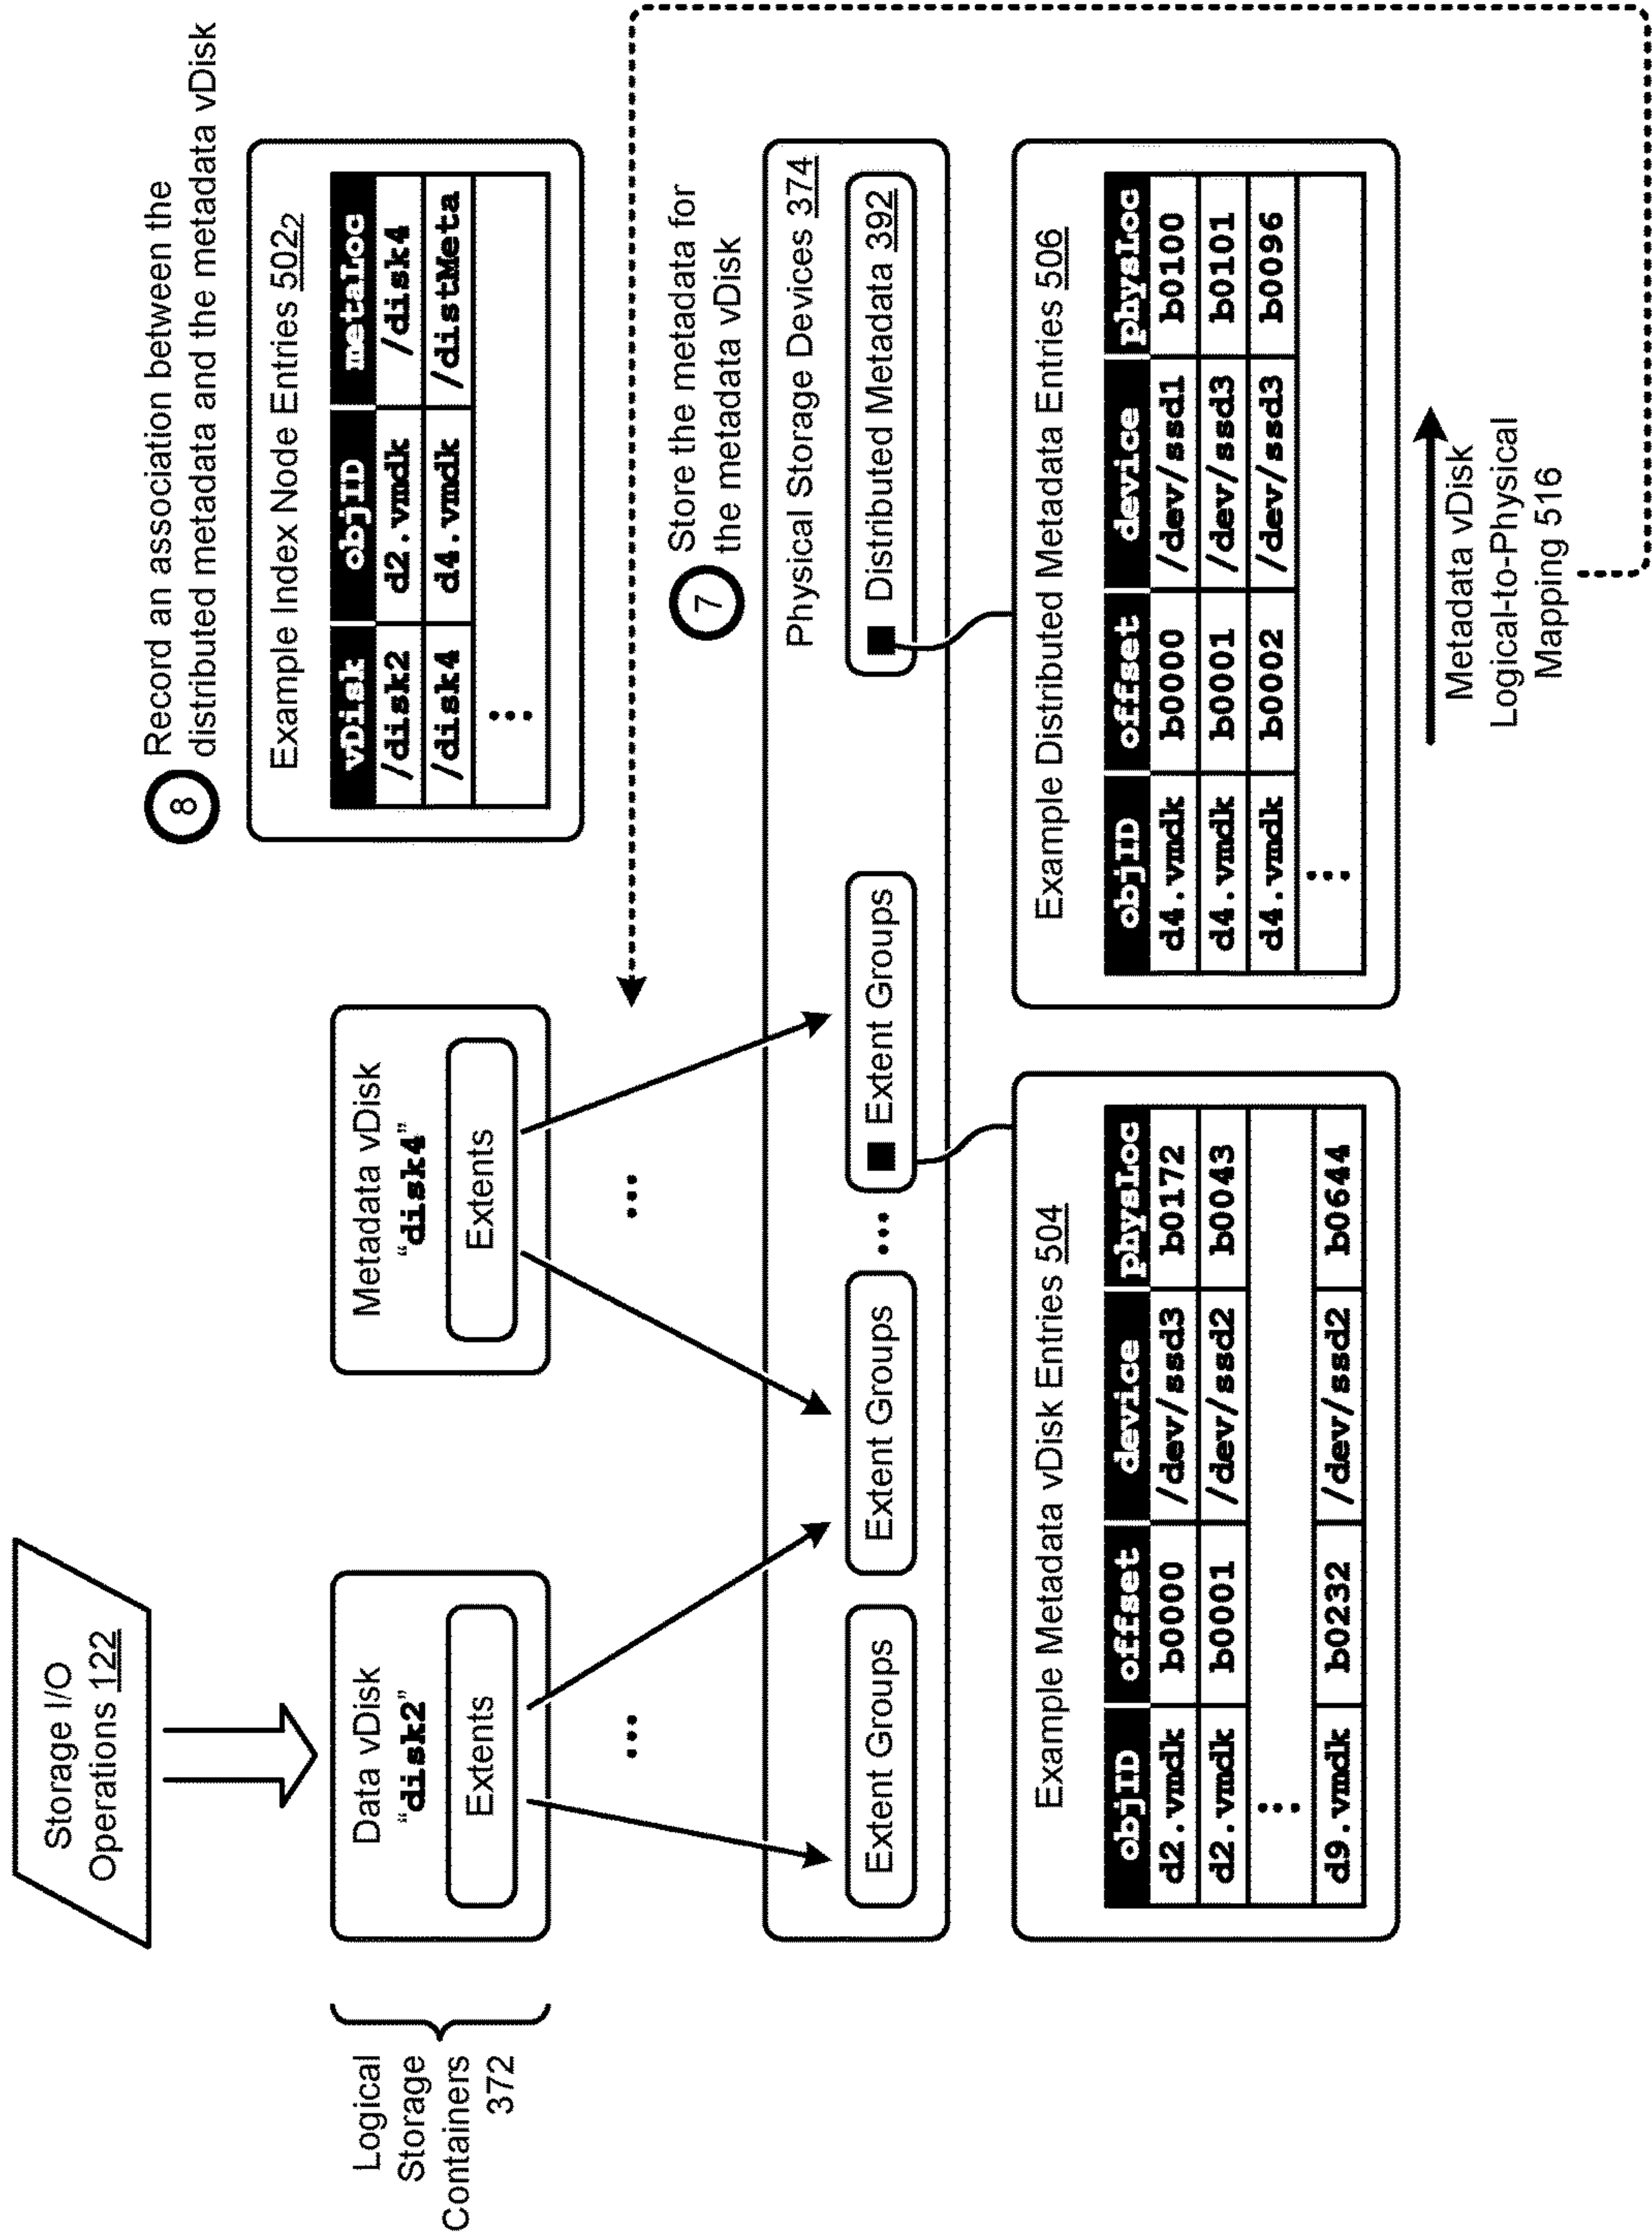 Storage I/O
Operations 122
8
Record an association between the
distributed metadata and the metadata vDisk
Logical
Storage
Containers
372
Data vDisk
“disk2”
Extents
...
Metadata vDisk
“disk4”
Extents
...
Example Index Node Entries 502₂
vDisk objID metaLoc
/disk2 d2.vmdk /disk4
/disk4 d4.vmdk /distMeta
⋮
7
Store the metadata for
the metadata vDisk
Physical Storage Devices 374
Extent Groups
Extent Groups
...
Extent Groups
Distributed Metadata 392
Example Metadata vDisk Entries 504
objID offset device physLoc
d2.vmdk b0000 /dev/ssd3 b0172
d2.vmdk b0001 /dev/ssd2 b0043
⋮
d9.vmdk b0232 /dev/ssd2 b0644
Example Distributed Metadata Entries 506
objID offset device physLoc
d4.vmdk b0000 /dev/ssd1 b0100
d4.vmdk b0001 /dev/ssd3 b0101
d4.vmdk b0002 /dev/ssd3 b0096
⋮
Metadata vDisk
Logical-to-Physical
Mapping 516